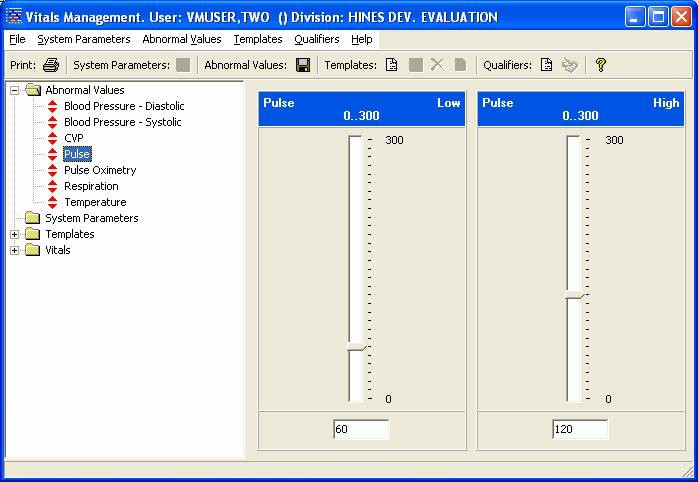 Vitals Management. User: VMUSER,TWO () Division: HINES DEV. EVALUATION
File System Parameters Abnormal Values Templates Qualifiers Help
Print: System Parameters: Abnormal Values: Templates: Qualifiers:
Abnormal Values
Blood Pressure - Diastolic
Blood Pressure - Systolic
CVP
Pulse
Pulse Oximetry
Respiration
Temperature
System Parameters
Templates
Vitals
Pulse Low
0..300
300
0
60
Pulse High
0..300
300
0
120